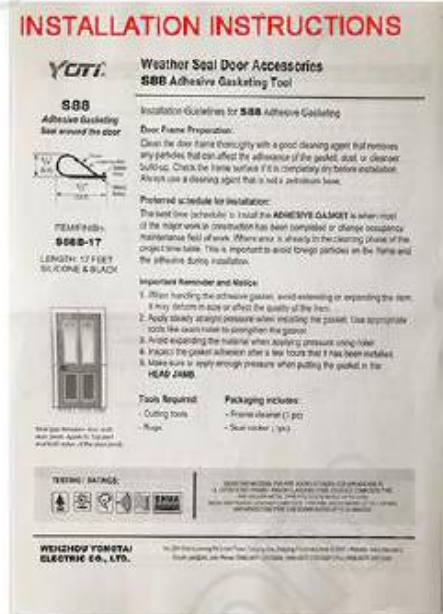 INSTALLATION INSTRUCTIONS
YOTI
Weather Seal Door Accessories
S88 Adhesive Gasketing Tool
S88
Adhesive Gasketing
Seal around the door
Installation Guidelines for S88 Adhesive Gasketing
Door Frame Preparation:
Clean the door frame thoroughly with a good cleaning agent that removes
any particles that can affect the adherence of the gasket, dust, or cleanser
build-up. Check the frame surface if it is completely dry before installation.
Always use a cleaning agent that is not a petroleum base.
Preferred schedule for installation:
The best time (schedule) to install the ADHESIVE GASKET is when most
of the major work in construction has been completed or change occupancy
maintenance field of work. Where area is already in the cleaning phase of the
project time table. This is important to avoid foreign particles on the frame and
the adhesive during installation.
S88B-17
LENGTH: 17 FEET
SILICONE & BLACK
Important Reminder and Notice:
1. When handling the adhesive gasket, avoid extending or expanding the item.
It may deform in size or affect the quality of the item.
2. Apply steady straight pressure when installing the gasket. Use appropriate
tools like seam roller to strengthen the gasket.
3. Avoid expanding the material when applying pressure using roller.
4. Inspect the gasket adhesion after a few hours that it has been installed.
5. Make sure to apply enough pressure when putting the gasket in the
HEAD JAMB.
Tools Required:
- Cutting tools
- Rugs
Packaging includes:
- Frame cleaner (1 pc)
TESTING / RATINGS:
WENZHOU YONGTAI
ELECTRIC CO., LTD.